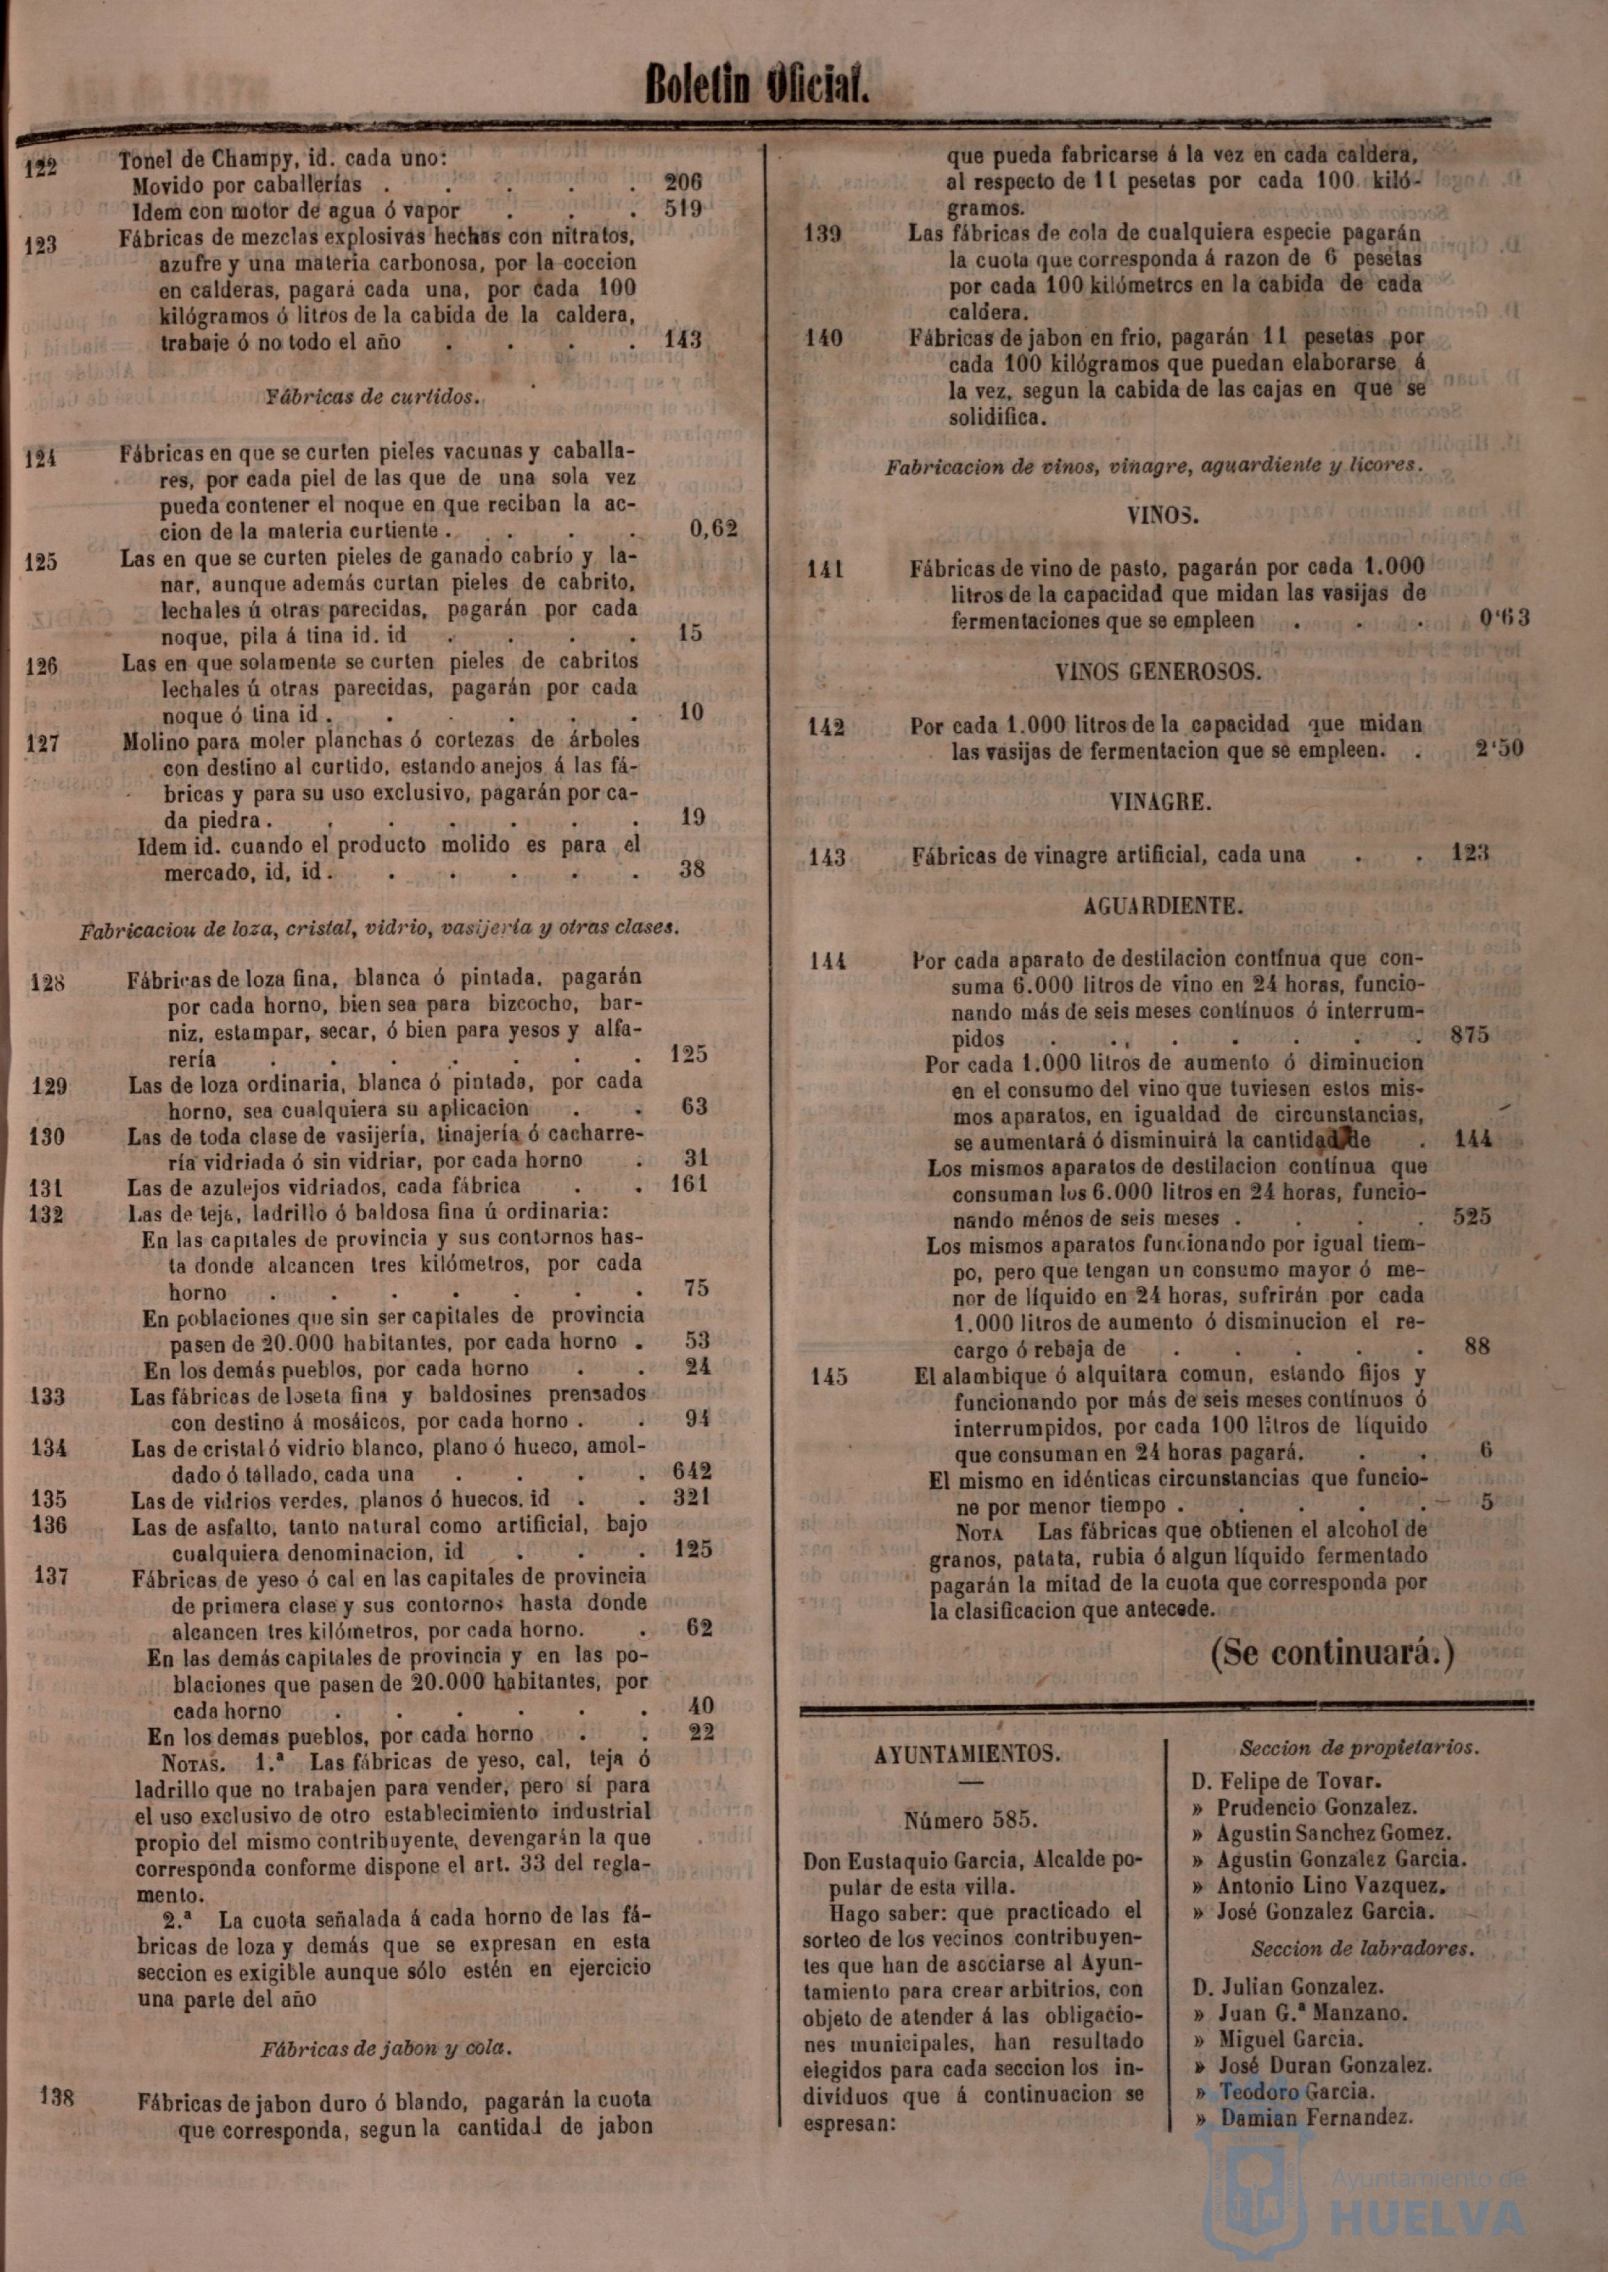 Boletin Oficial.
122 Tonel de Champy, id. cada uno:
Movido por caballerías . . . . . 206
Idem con motor de agua ó vapor . . . 519
123 Fábricas de mezclas explosivas hechas con nitratos,
azufre y una materia carbonosa, por la coccion
en calderas, pagará cada una, por cada 100
kilógramos ó litros de la cabida de la caldera,
trabaje ó no todo el año . . . . 143
Fábricas de curtidos.
124 Fábricas en que se curten pieles vacunas y caballa-
res, por cada piel de las que de una sola vez
pueda contener el noque en que reciban la ac-
cion de la materia curtiente . . . . 0,62
125 Las en que se curten pieles de ganado cabrío y la-
nar, aunque además curtan pieles de cabrito,
lechales ú otras parecidas, pagarán por cada
noque, pila á tina id. id . . . . 15
126 Las en que solamente se curten pieles de cabritos
lechales ú otras parecidas, pagarán por cada
noque ó tina id . . . . . . 10
127 Molino para moler planchas ó cortezas de árboles
con destino al curtido, estando anejos á las fá-
bricas y para su uso exclusivo, pagarán por ca-
da piedra . . . . . . . 19
Idem id. cuando el producto molido es para el
mercado, id, id . . . . . . 38
Fabricaciou de loza, cristal, vidrio, vasijería y otras clases.
128 Fábricas de loza fina, blanca ó pintada, pagarán
por cada horno, bien sea para bizcocho, bar-
niz, estampar, secar, ó bien para yesos y alfa-
rería . . . . . . . 125
129 Las de loza ordinaria, blanca ó pintada, por cada
horno, sea cualquiera su aplicacion . . 63
130 Las de toda clase de vasijería, tinajería ó cacharre-
ría vidriada ó sin vidriar, por cada horno . 31
131 Las de azulejos vidriados, cada fábrica . . 161
132 Las de teja, ladrillo ó baldosa fina ú ordinaria:
En las capitales de provincia y sus contornos has-
ta donde alcancen tres kilómetros, por cada
horno . . . . . . . 75
En poblaciones que sin ser capitales de provincia
pasen de 20.000 habitantes, por cada horno . 53
En los demás pueblos, por cada horno . . 24
133 Las fábricas de loseta fina y baldosines prensados
con destino á mosáicos, por cada horno . . 94
134 Las de cristal ó vidrio blanco, plano ó hueco, amol-
dado ó tallado, cada una . . . . 642
135 Las de vidrios verdes, planos ó huecos, id . . 321
136 Las de asfalto, tanto natural como artificial, bajo
cualquiera denominacion, id . . . 125
137 Fábricas de yeso ó cal en las capitales de provincia
de primera clase y sus contornos hasta donde
alcancen tres kilómetros, por cada horno. . 62
En las demás capitales de provincia y en las po-
blaciones que pasen de 20.000 habitantes, por
cada horno . . . . . . 40
En los demas pueblos, por cada horno . . 22
NOTAS. 1.ª Las fábricas de yeso, cal, teja ó
ladrillo que no trabajen para vender, pero sí para
el uso exclusivo de otro establecimiento industrial
propio del mismo contribuyente, devengarán la que
corresponda conforme dispone el art. 33 del regla-
mento.
2.ª La cuota señalada á cada horno de las fá-
bricas de loza y demás que se expresan en esta
seccion es exigible aunque sólo estén en ejercicio
una parte del año
Fábricas de jabon y cola.
138 Fábricas de jabon duro ó blando, pagarán la cuota
que corresponda, segun la cantidad de jabon
que pueda fabricarse á la vez en cada caldera,
al respecto de 11 pesetas por cada 100 kiló-
gramos.
139 Las fábricas de cola de cualquiera especie pagarán
la cuota que corresponda á razon de 6 pesetas
por cada 100 kilómetros en la cabida de cada
caldera.
140 Fábricas de jabon en frio, pagarán 11 pesetas por
cada 100 kilógramos que puedan elaborarse á
la vez, segun la cabida de las cajas en que se
solidifica.
Fabricacion de vinos, vinagre, aguardiente y licores.
VINOS.
141 Fábricas de vino de pasto, pagarán por cada 1.000
litros de la capacidad que midan las vasijas de
fermentaciones que se empleen . . . 0'63
VINOS GENEROSOS.
142 Por cada 1.000 litros de la capacidad que midan
las vasijas de fermentacion que se empleen. . 2'50
VINAGRE.
143 Fábricas de vinagre artificial, cada una . . 123
AGUARDIENTE.
144 Por cada aparato de destilacion contínua que con-
suma 6.000 litros de vino en 24 horas, funcio-
nando más de seis meses contínuos ó interrum-
pidos . . . . . . 875
Por cada 1.000 litros de aumento ó diminucion
en el consumo del vino que tuviesen estos mis-
mos aparatos, en igualdad de circunstancias,
se aumentará ó disminuirá la cantidad de . 144
Los mismos aparatos de destilacion contínua que
consuman los 6.000 litros en 24 horas, funcio-
nando ménos de seis meses . . . . 525
Los mismos aparatos funcionando por igual tiem-
po, pero que tengan un consumo mayor ó me-
nor de líquido en 24 horas, sufrirán por cada
1.000 litros de aumento ó disminucion el re-
cargo ó rebaja de . . . . . 88
145 El alambique ó alquitara comun, estando fijos y
funcionando por más de seis meses contínuos ó
interrumpidos, por cada 100 litros de líquido
que consuman en 24 horas pagará. . . 6
El mismo en idénticas circunstancias que funcio-
ne por menor tiempo . . . . . 5
NOTA Las fábricas que obtienen el alcohol de
granos, patata, rubia ó algun líquido fermentado
pagarán la mitad de la cuota que corresponda por
la clasificacion que antecede.
(Se continuará.)
AYUNTAMIENTOS.
Número 585.
Don Eustaquio Garcia, Alcalde po-
pular de esta villa.
Hago saber: que practicado el
sorteo de los vecinos contribuyen-
tes que han de asociarse al Ayun-
tamiento para crear arbitrios, con
objeto de atender á las obligacio-
nes municipales, han resultado
elegidos para cada seccion los in-
divíduos que á continuacion se
espresan:
Seccion de propietarios.
D. Felipe de Tovar.
» Prudencio Gonzalez.
» Agustin Sanchez Gomez.
» Agustin Gonzalez Garcia.
» Antonio Lino Vazquez.
» José Gonzalez Garcia.
Seccion de labradores.
D. Julian Gonzalez.
» Juan G.ª Manzano.
» Miguel Garcia.
» José Duran Gonzalez.
» Teodoro Garcia.
» Damian Fernandez.
Ayuntamiento de
HUELVA